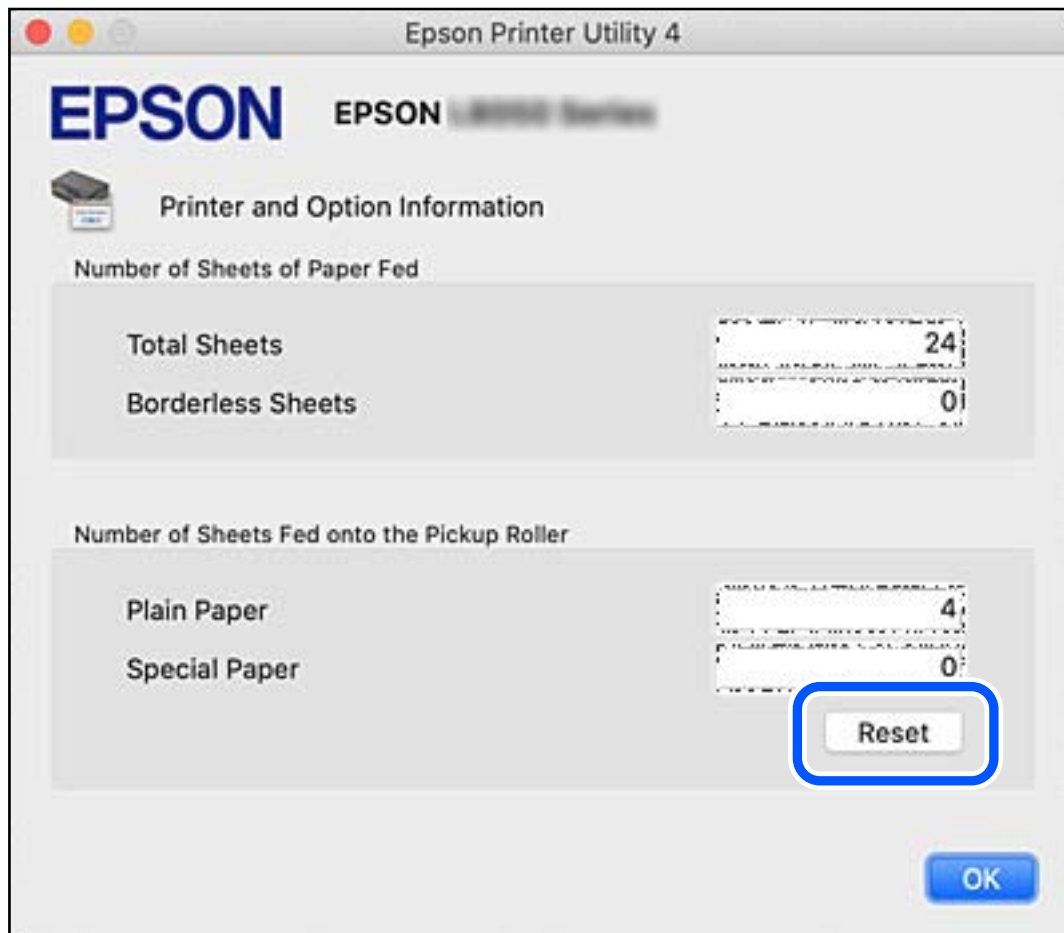 Epson Printer Utility 4
EPSON EPSON
Printer and Option Information
Number of Sheets of Paper Fed
Total Sheets 24
Borderless Sheets 0
Number of Sheets Fed onto the Pickup Roller
Plain Paper 4
Special Paper 0
Reset
OK